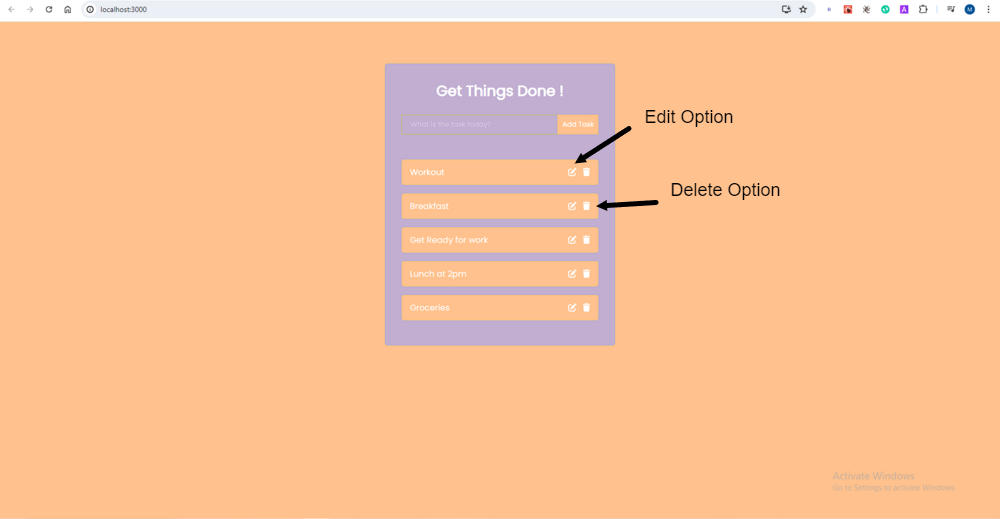 localhost:3000
A
M
Get Things Done !
What is the task today?
Add Task
Edit Option
Workout
Delete Option
Breakfast
Get Ready for work
Lunch at 2pm
Groceries
Activate Windows
Go to Settings to activate Windows.